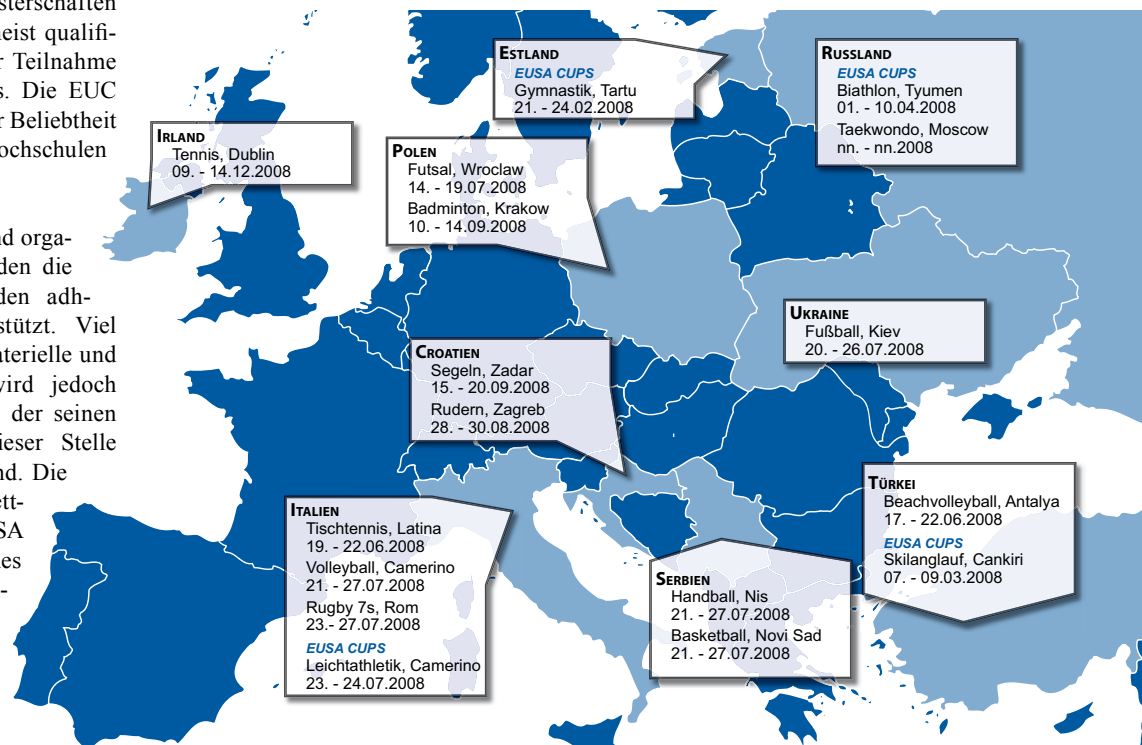 sterschaften
neist qualifi-
r Teilnahme
s. Die EUC
r Beliebtheit
ochschulen
nd orga-
den die
den adh-
stützt. Viel
aterielle und
wird jedoch
der seinen
ieser Stelle
nd. Die
ett-
SA
es
-
IRLAND
Tennis, Dublin
09. - 14.12.2008
ESTLAND
EUSA CUPS
Gymnastik, Tartu
21. - 24.02.2008
RUSSLAND
EUSA CUPS
Biathlon, Tyumen
01. - 10.04.2008
Taekwondo, Moscow
nn. - nn.2008
POLEN
Futsal, Wroclaw
14. - 19.07.2008
Badminton, Krakow
10. - 14.09.2008
UKRAINE
Fußball, Kiev
20. - 26.07.2008
CROATIEN
Segeln, Zadar
15. - 20.09.2008
Rudern, Zagreb
28. - 30.08.2008
ITALIEN
Tischtennis, Latina
19. - 22.06.2008
Volleyball, Camerino
21. - 27.07.2008
Rugby 7s, Rom
23.- 27.07.2008
EUSA CUPS
Leichtathletik, Camerino
23. - 24.07.2008
SERBIEN
Handball, Nis
21. - 27.07.2008
Basketball, Novi Sad
21. - 27.07.2008
TÜRKEI
Beachvolleyball, Antalya
17. - 22.06.2008
EUSA CUPS
Skilanglauf, Cankiri
07. - 09.03.2008